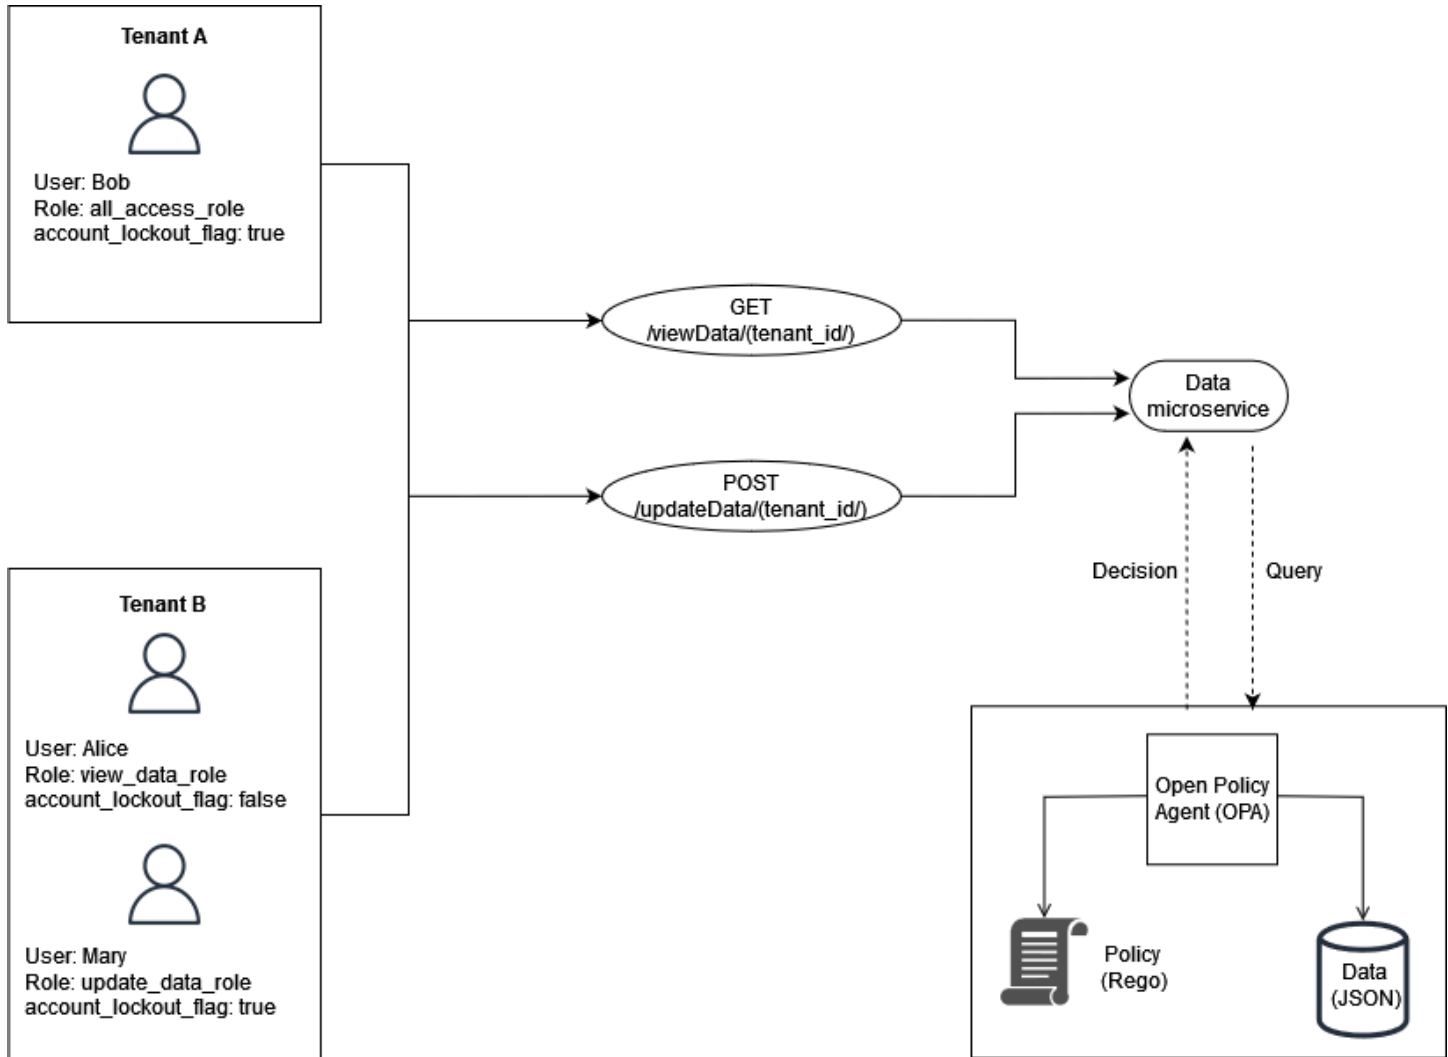 Tenant A
User: Bob
Role: all_access_role
account_lockout_flag: true
GET
/viewData/(tenant_id/)
Data
microservice
POST
/updateData/(tenant_id/)
Decision
Query
Tenant B
User: Alice
Role: view_data_role
account_lockout_flag: false
User: Mary
Role: update_data_role
account_lockout_flag: true
Open Policy
Agent (OPA)
Policy
(Rego)
Data
(JSON)